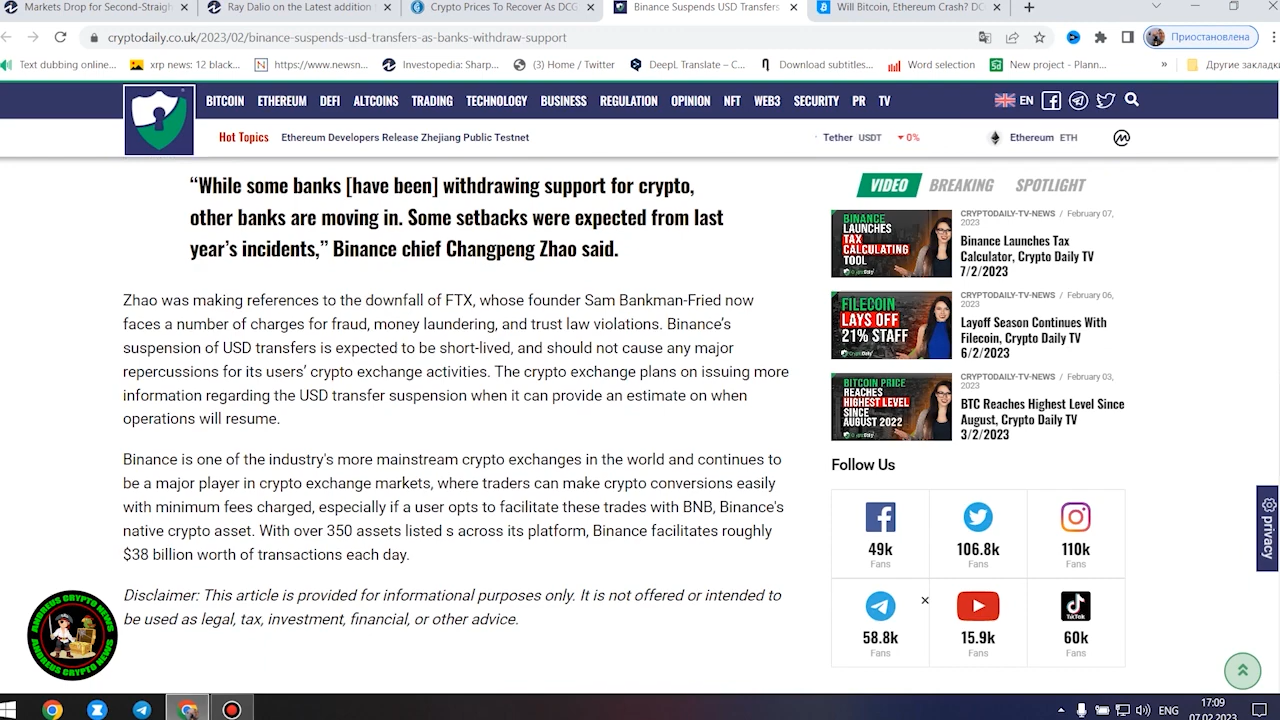 Markets Drop for Second-Straigh
Ray Dalio on the Latest addition
Crypto Prices To Recover As DCG
Binance Suspends USD Transfers
Will Bitcoin, Ethereum Crash? DC
cryptodaily.co.uk/2023/02/binance-suspends-usd-transfers-as-banks-withdraw-support
Приостановлена
Text dubbing online...
xrp news: 12 black...
https://www.newsn...
Investopedia: Sharp...
(3) Home / Twitter
DeepL Translate – C...
Download subtitles...
Word selection
New project - Plann...
»
Другие закладки
BITCOIN ETHEREUM DEFI ALTCOINS TRADING TECHNOLOGY BUSINESS REGULATION OPINION NFT WEB3 SECURITY PR TV
EN
Hot Topics
Ethereum Developers Release Zhejiang Public Testnet
Tether USDT ▾0%
Ethereum ETH
“While some banks [have been] withdrawing support for crypto,
other banks are moving in. Some setbacks were expected from last
year’s incidents,” Binance chief Changpeng Zhao said.
Zhao was making references to the downfall of FTX, whose founder Sam Bankman-Fried now
faces a number of charges for fraud, money laundering, and trust law violations. Binance’s
suspension of USD transfers is expected to be short-lived, and should not cause any major
repercussions for its users’ crypto exchange activities. The crypto exchange plans on issuing more
information regarding the USD transfer suspension when it can provide an estimate on when
operations will resume.
Binance is one of the industry's more mainstream crypto exchanges in the world and continues to
be a major player in crypto exchange markets, where traders can make crypto conversions easily
with minimum fees charged, especially if a user opts to facilitate these trades with BNB, Binance's
native crypto asset. With over 350 assets listed s across its platform, Binance facilitates roughly
$38 billion worth of transactions each day.
Disclaimer: This article is provided for informational purposes only. It is not offered or intended to
be used as legal, tax, investment, financial, or other advice.
VIDEO BREAKING SPOTLIGHT
BINANCE
LAUNCHES
TAX
CALCULATING
TOOL
CRYPTODAILY-TV-NEWS / February 07,
2023
Binance Launches Tax
Calculator, Crypto Daily TV
7/2/2023
FILECOIN
LAYS OFF
21% STAFF
CRYPTODAILY-TV-NEWS / February 06,
2023
Layoff Season Continues With
Filecoin, Crypto Daily TV
6/2/2023
BITCOIN PRICE
REACHES
HIGHEST LEVEL
SINCE
AUGUST 2022
CRYPTODAILY-TV-NEWS / February 03,
2023
BTC Reaches Highest Level Since
August, Crypto Daily TV
3/2/2023
Follow Us
49k
Fans
106.8k
Fans
110k
Fans
58.8k
Fans
15.9k
Fans
TikTok
60k
Fans
privacy
ANDREUS CRYPTO NEWS
ANDREUS CRYPTO NEWS
ENG
17:09
07.02.2023